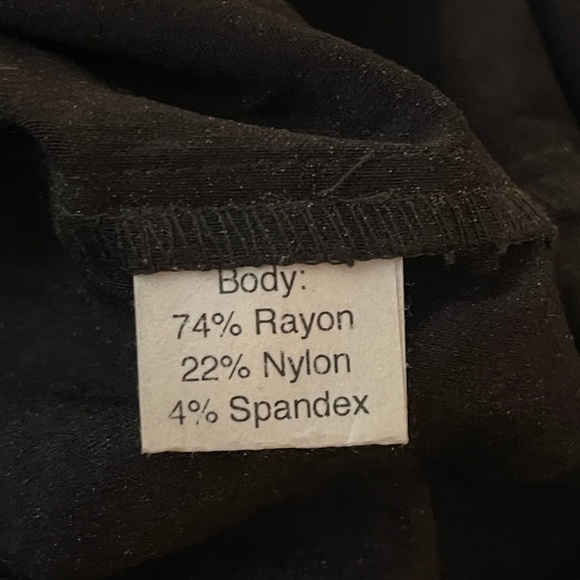 Body:
74% Rayon
22% Nylon
4% Spandex